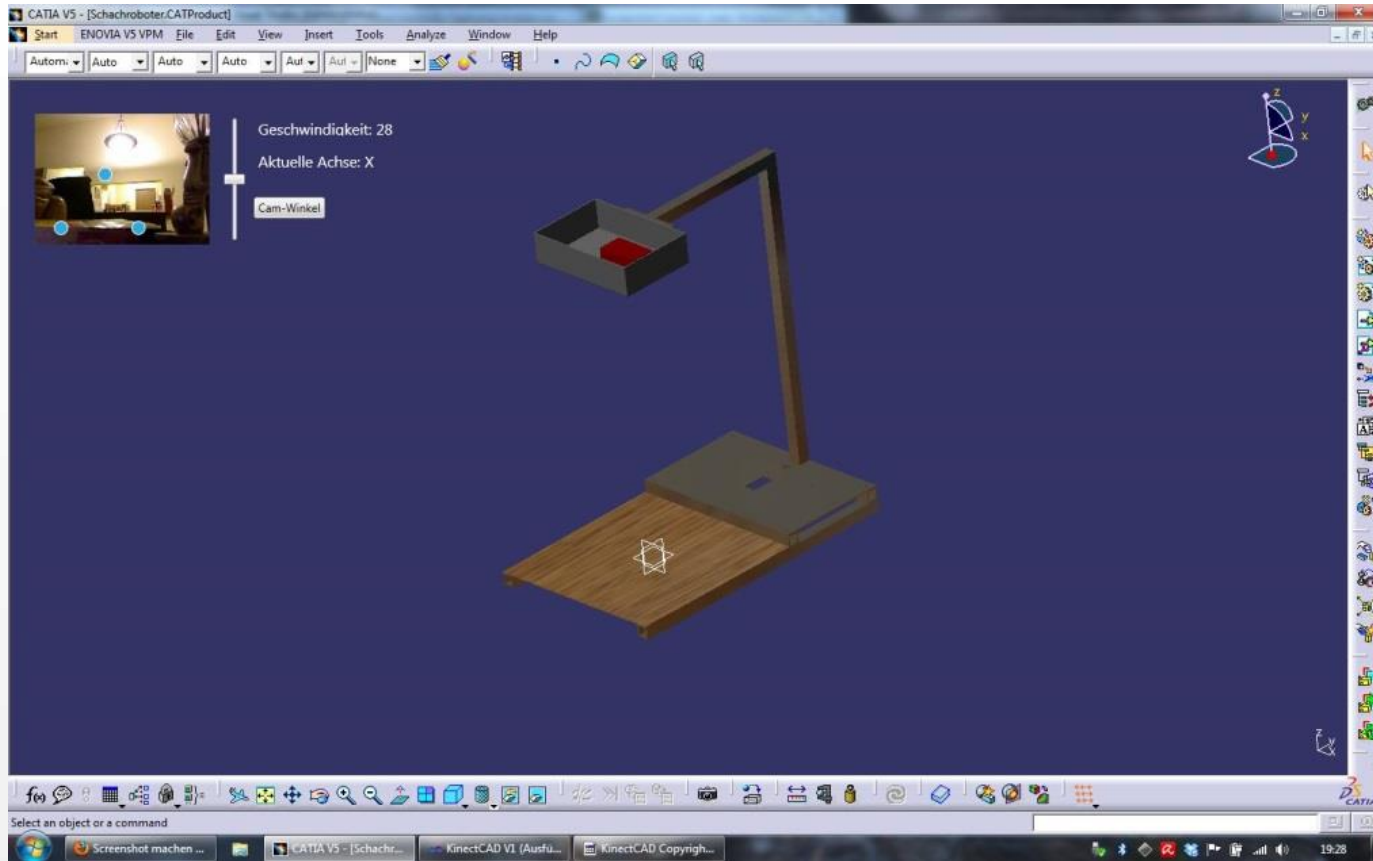 CATIA V5 - [Schachroboter.CATProduct]
Start ENOVIA V5 VPM File Edit View Insert Tools Analyze Window Help
Auto Auto Auto None
Geschwindigkeit: 28
Aktuelle Achse: X
Cam-Winkel
z
y
x
z
y
x
f(x)
CATIA
Select an object or a command
Screenshot machen ... CATIA V5 - [Schachr... KinectCAD V1 (Ausfü... KinectCAD Copyrigh... 19:28